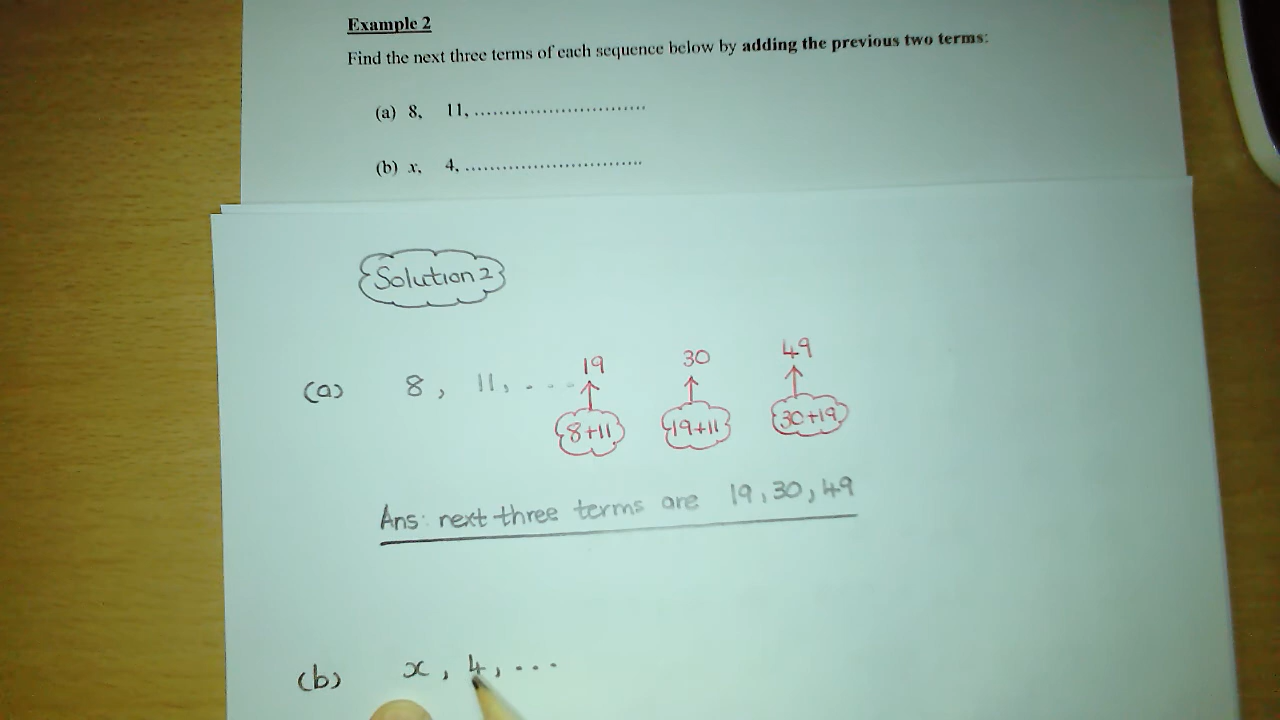 Example 2
Find the next three terms of each sequence below by adding the previous two terms:
(a) 8, 11, ............................
(b) x, 4, .............................
Solution 2
(a) 8, 11, ... 19 30 49
8+11 19+11 30+19
Ans: next three terms are 19, 30, 49
(b) x, 4, ...